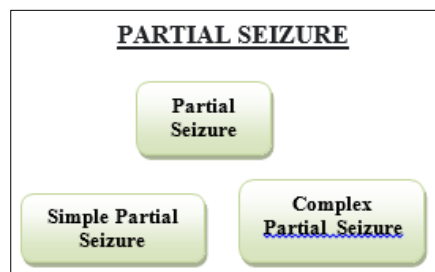 PARTIAL SEIZURE
Partial
Seizure
Simple Partial
Seizure
Complex
Partial Seizure